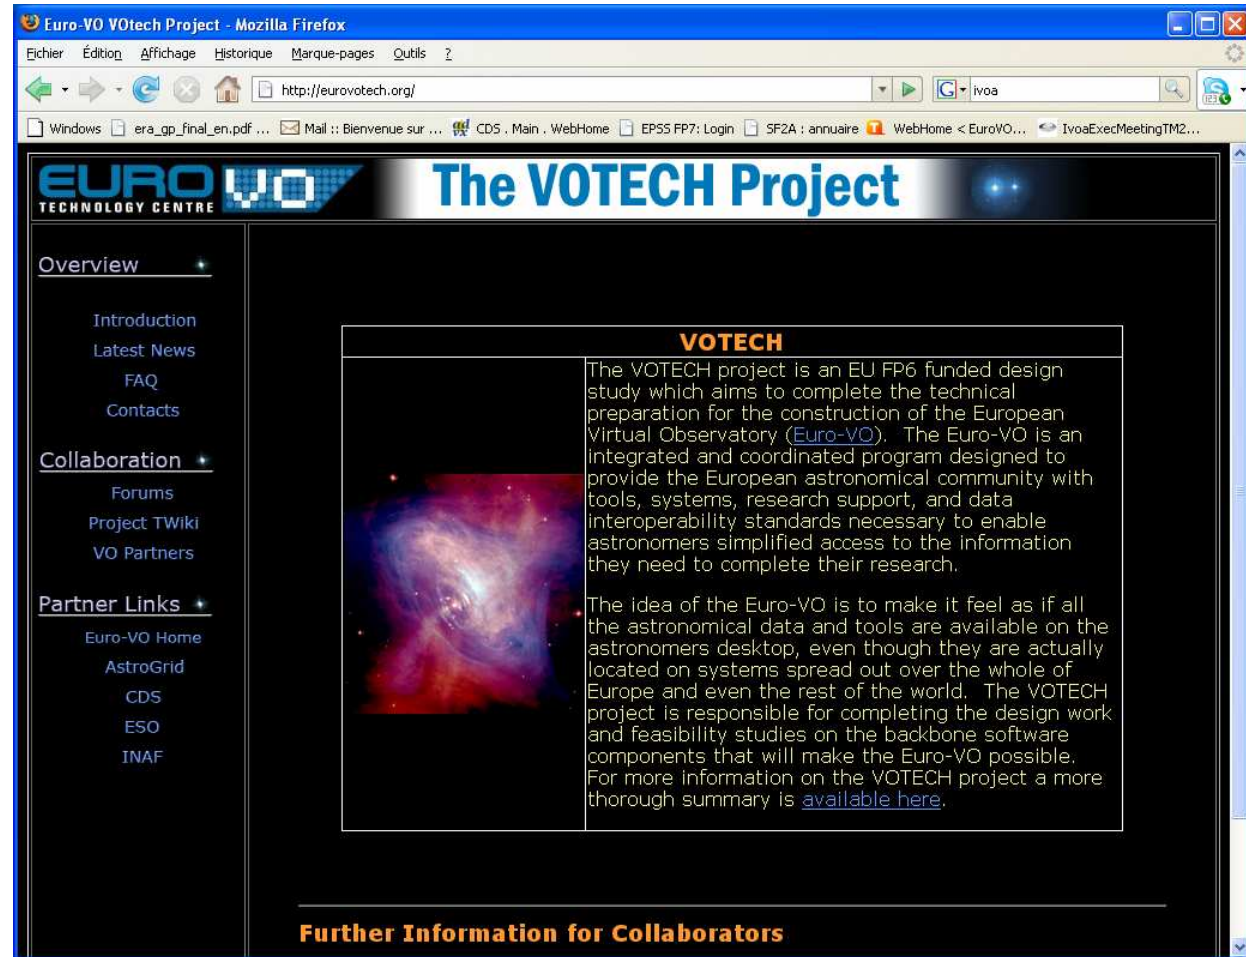 Euro-VO VOtech Project - Mozilla Firefox
Fichier Édition Affichage Historique Marque-pages Outils ?
http://eurovotech.org/ G ivoa
Windows era_gp_final_en.pdf ... Mail :: Bienvenue sur ... CDS . Main . WebHome EPSS FP7: Login SF2A : annuaire WebHome < EuroVO... IvoaExecMeetingTM2...
EURO VO
TECHNOLOGY CENTRE
The VOTECH Project
Overview
Introduction
Latest News
FAQ
Contacts
Collaboration
Forums
Project TWiki
VO Partners
Partner Links
Euro-VO Home
AstroGrid
CDS
ESO
INAF
VOTECH
The VOTECH project is an EU FP6 funded design
study which aims to complete the technical
preparation for the construction of the European
Virtual Observatory (Euro-VO). The Euro-VO is an
integrated and coordinated program designed to
provide the European astronomical community with
tools, systems, research support, and data
interoperability standards necessary to enable
astronomers simplified access to the information
they need to complete their research.
The idea of the Euro-VO is to make it feel as if all
the astronomical data and tools are available on the
astronomers desktop, even though they are actually
located on systems spread out over the whole of
Europe and even the rest of the world. The VOTECH
project is responsible for completing the design work
and feasibility studies on the backbone software
components that will make the Euro-VO possible.
For more information on the VOTECH project a more
thorough summary is available here.
Further Information for Collaborators